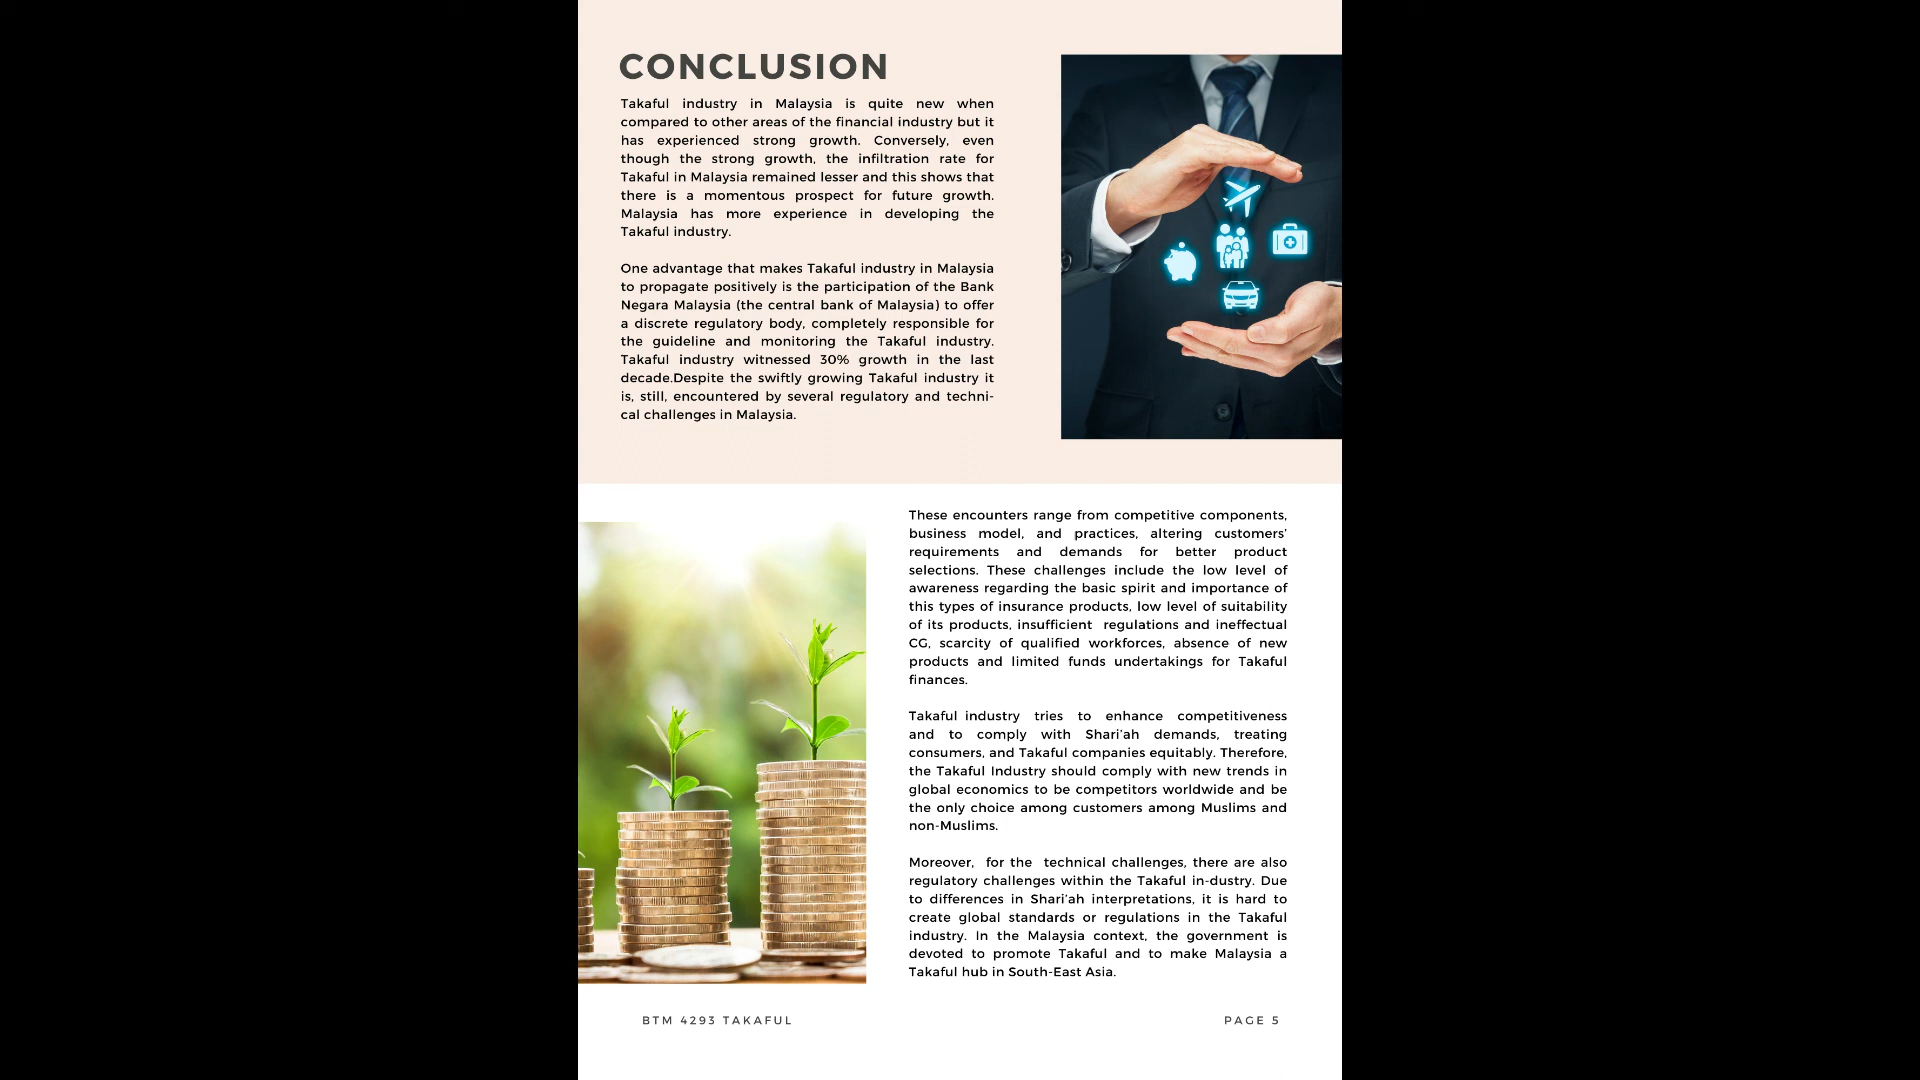 CONCLUSION
Takaful industry in Malaysia is quite new when
compared to other areas of the financial industry but it
has experienced strong growth. Conversely, even
though the strong growth, the infiltration rate for
Takaful in Malaysia remained lesser and this shows that
there is a momentous prospect for future growth.
Malaysia has more experience in developing the
Takaful industry.
One advantage that makes Takaful industry in Malaysia
to propagate positively is the participation of the Bank
Negara Malaysia (the central bank of Malaysia) to offer
a discrete regulatory body, completely responsible for
the guideline and monitoring the Takaful industry.
Takaful industry witnessed 30% growth in the last
decade.Despite the swiftly growing Takaful industry it
is, still, encountered by several regulatory and techni-
cal challenges in Malaysia.
These encounters range from competitive components,
business model, and practices, altering customers’
requirements and demands for better product
selections. These challenges include the low level of
awareness regarding the basic spirit and importance of
this types of insurance products, low level of suitability
of its products, insufficient regulations and ineffectual
CG, scarcity of qualified workforces, absence of new
products and limited funds undertakings for Takaful
finances.
Takaful industry tries to enhance competitiveness
and to comply with Shari’ah demands, treating
consumers, and Takaful companies equitably. Therefore,
the Takaful Industry should comply with new trends in
global economics to be competitors worldwide and be
the only choice among customers among Muslims and
non-Muslims.
Moreover, for the technical challenges, there are also
regulatory challenges within the Takaful in-dustry. Due
to differences in Shari’ah interpretations, it is hard to
create global standards or regulations in the Takaful
industry. In the Malaysia context, the government is
devoted to promote Takaful and to make Malaysia a
Takaful hub in South-East Asia.
BTM 4293 TAKAFUL
PAGE 5